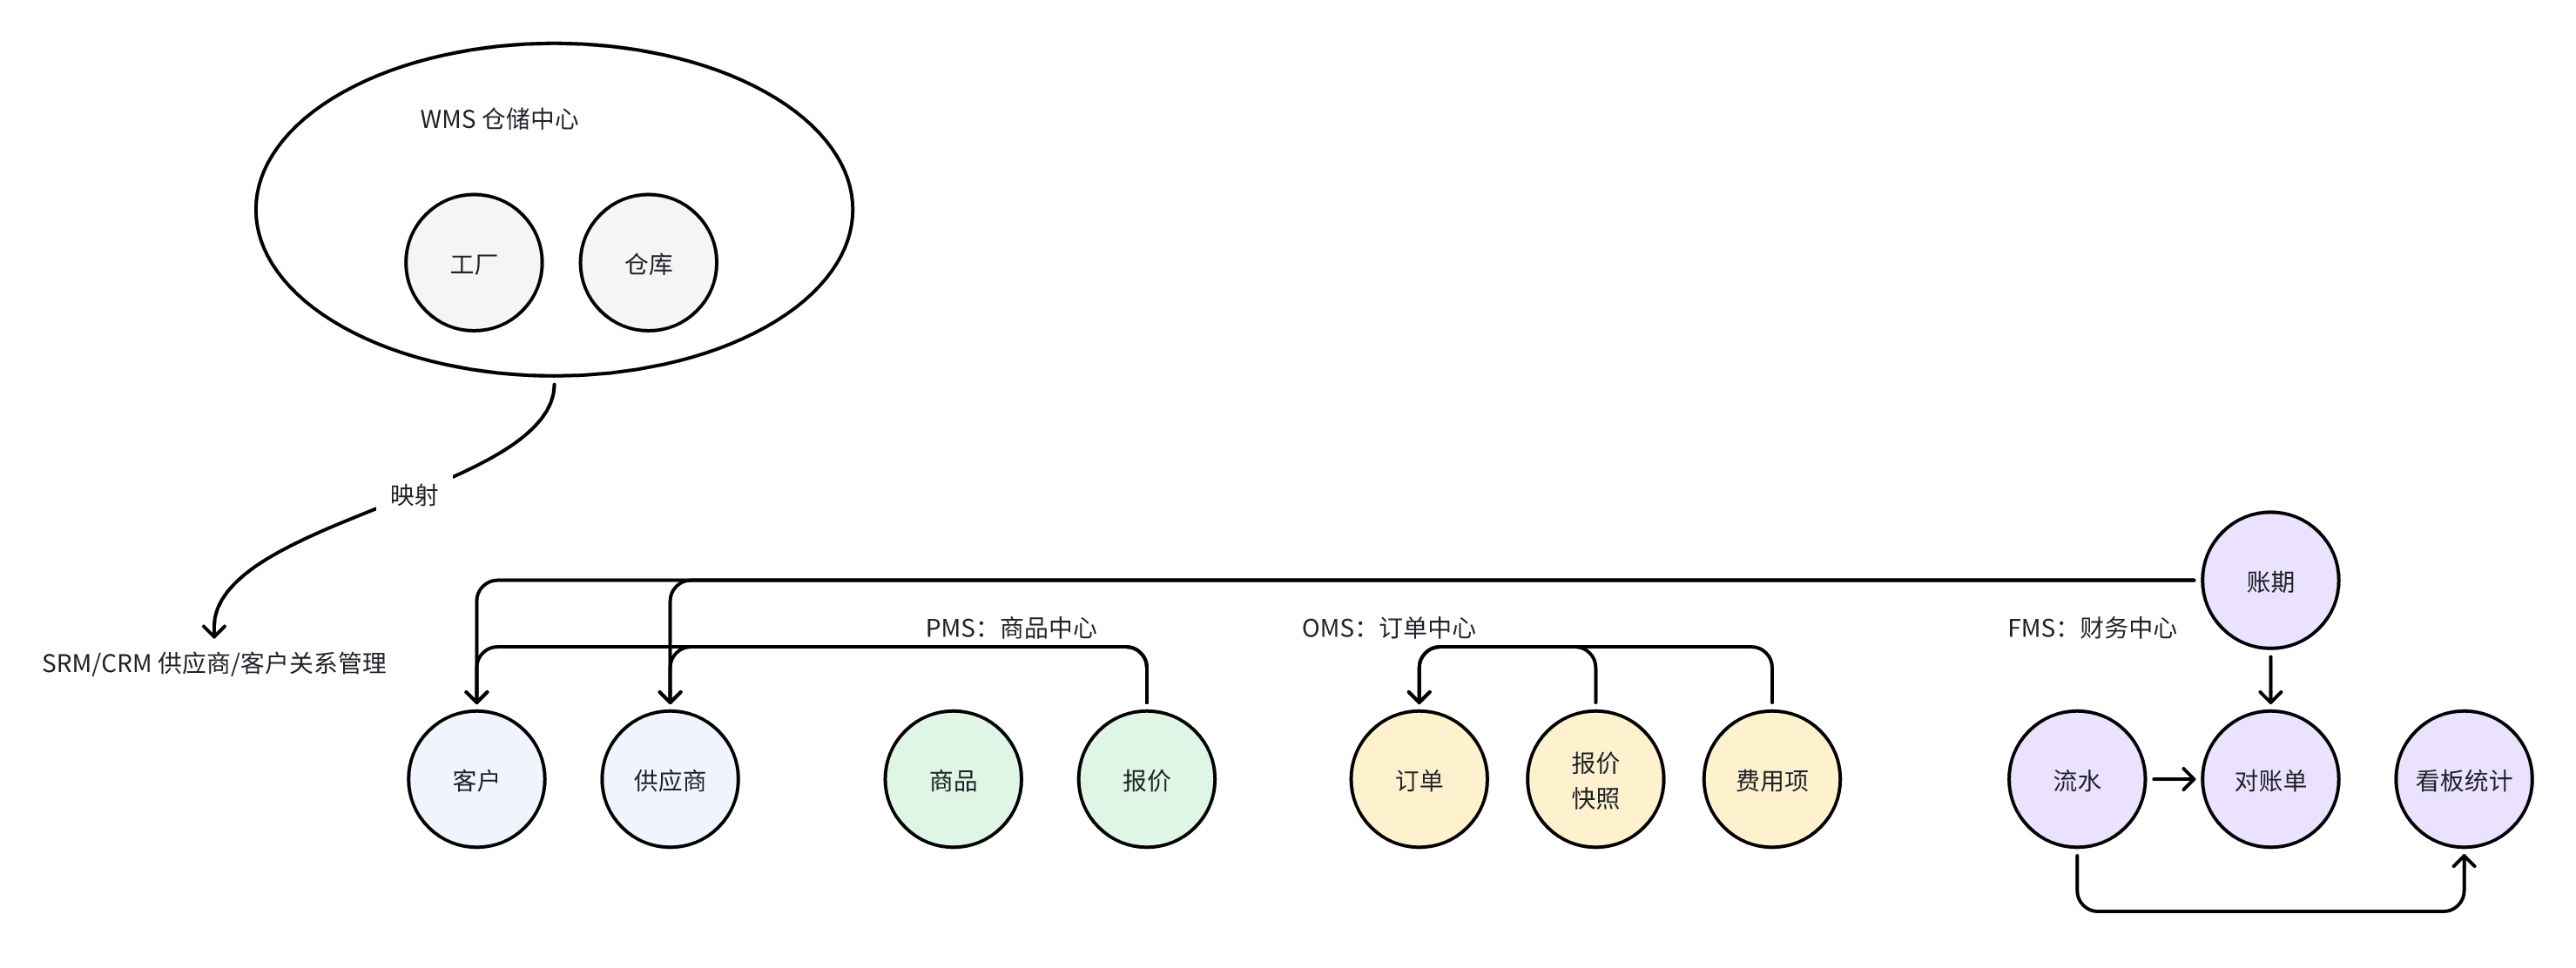 WMS 仓储中心
工厂
仓库
映射
账期
PMS：商品中心
OMS：订单中心
FMS：财务中心
SRM/CRM 供应商/客户关系管理
客户
供应商
商品
报价
订单
报价
快照
费用项
流水
对账单
看板统计